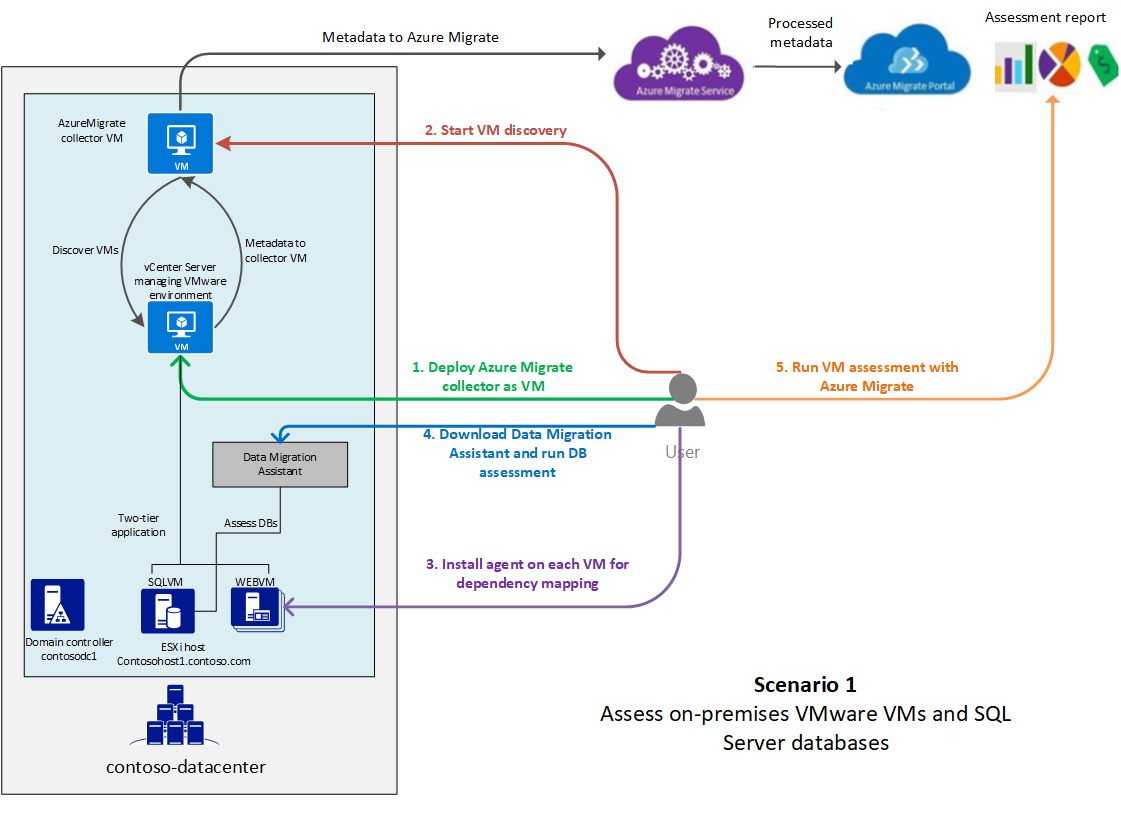 Metadata to Azure Migrate
Processed
metadata
Assessment report
Azure Migrate Service
Azure Migrate Portal
AzureMigrate
collector VM
VM
2. Start VM discovery
Discover VMs
Metadata to
collector VM
vCenter Server
managing VMware
environment
VM
1. Deploy Azure Migrate
collector as VM
5. Run VM assessment with
Azure Migrate
4. Download Data Migration
Assistant and run DB
assessment
User
Data Migration
Assistant
Two-tier
application
Assess DBs
3. Install agent on each VM for
dependency mapping
SQLVM
WEBVM
Domain controller
contosodc1
ESXi host
Contosohost1.contoso.com
Scenario 1
Assess on-premises VMware VMs and SQL
Server databases
contoso-datacenter